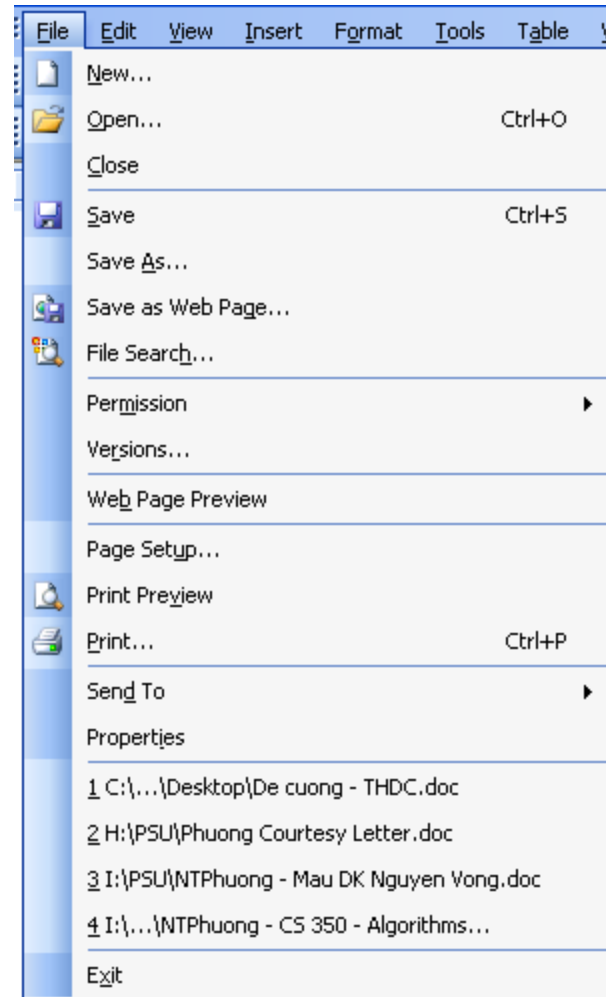 File Edit View Insert Format Tools Table
New...
Open... Ctrl+O
Close
Save Ctrl+S
Save As...
Save as Web Page...
File Search...
Permission
Versions...
Web Page Preview
Page Setup...
Print Preview
Print... Ctrl+P
Send To
Properties
1 C:\...\Desktop\De cuong - THDC.doc
2 H:\PSU\Phuong Courtesy Letter.doc
3 I:\PSU\NTPhuong - Mau DK Nguyen Vong.doc
4 I:\...\NTPhuong - CS 350 - Algorithms...
Exit